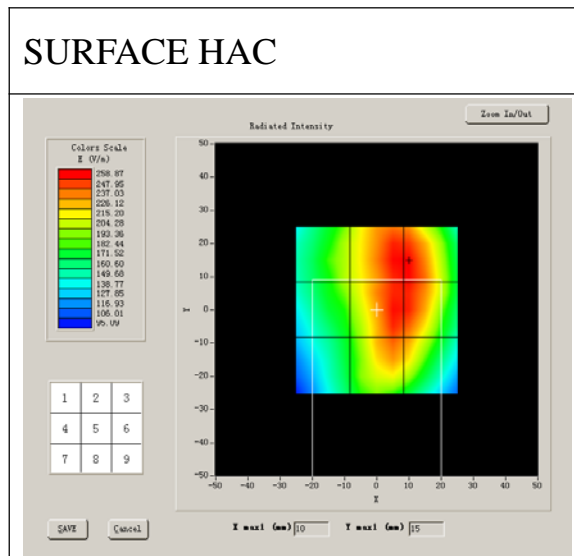 SURFACE HAC
Zoom In/Out
Radiated Intensity
Colors Scale
E (V/m)
258.87
247.95
237.03
226.12
215.20
204.28
193.36
182.44
171.52
160.60
149.68
138.77
127.85
116.93
106.01
95.09
50
40
30
20
10
0
-10
-20
-30
-40
-50
Y
-50 -40 -30 -20 -10 0 10 20 30 40 50
X
1 2 3
4 5 6
7 8 9
SAVE Cancel
X max1 (mm) 10 Y max1 (mm) 15